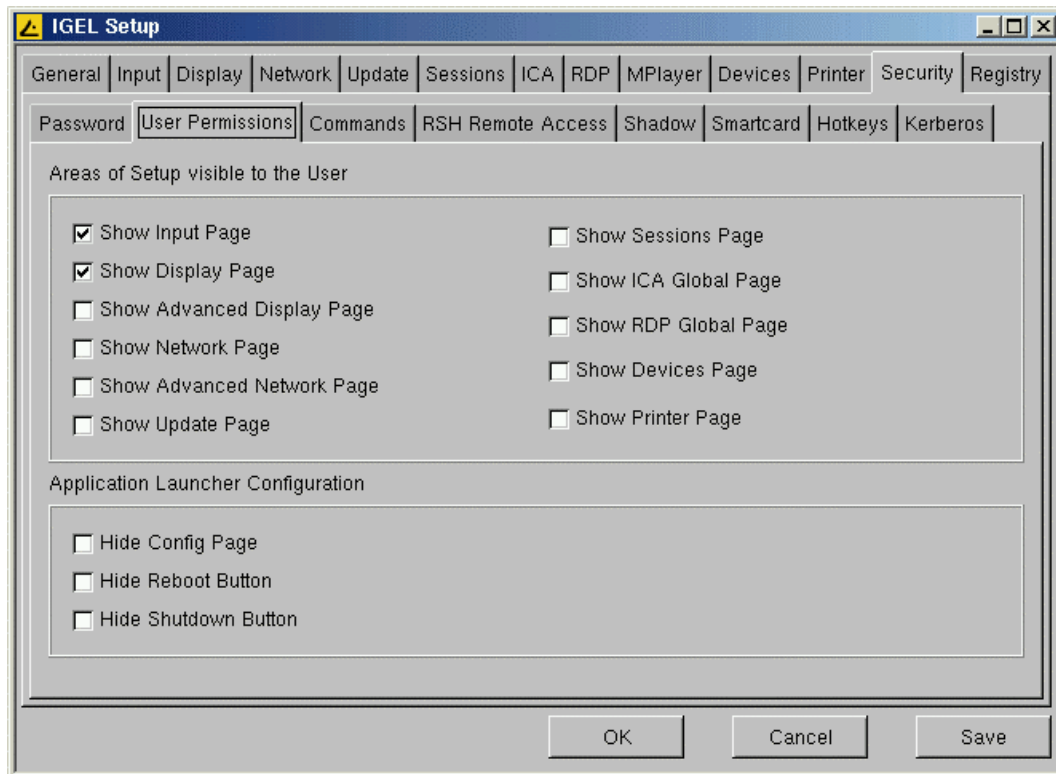 IGEL Setup
General Input Display Network Update Sessions ICA RDP MPlayer Devices Printer Security Registry
Password User Permissions Commands RSH Remote Access Shadow Smartcard Hotkeys Kerberos
Areas of Setup visible to the User
Show Input Page
Show Display Page
Show Advanced Display Page
Show Network Page
Show Advanced Network Page
Show Update Page
Show Sessions Page
Show ICA Global Page
Show RDP Global Page
Show Devices Page
Show Printer Page
Application Launcher Configuration
Hide Config Page
Hide Reboot Button
Hide Shutdown Button
OK Cancel Save